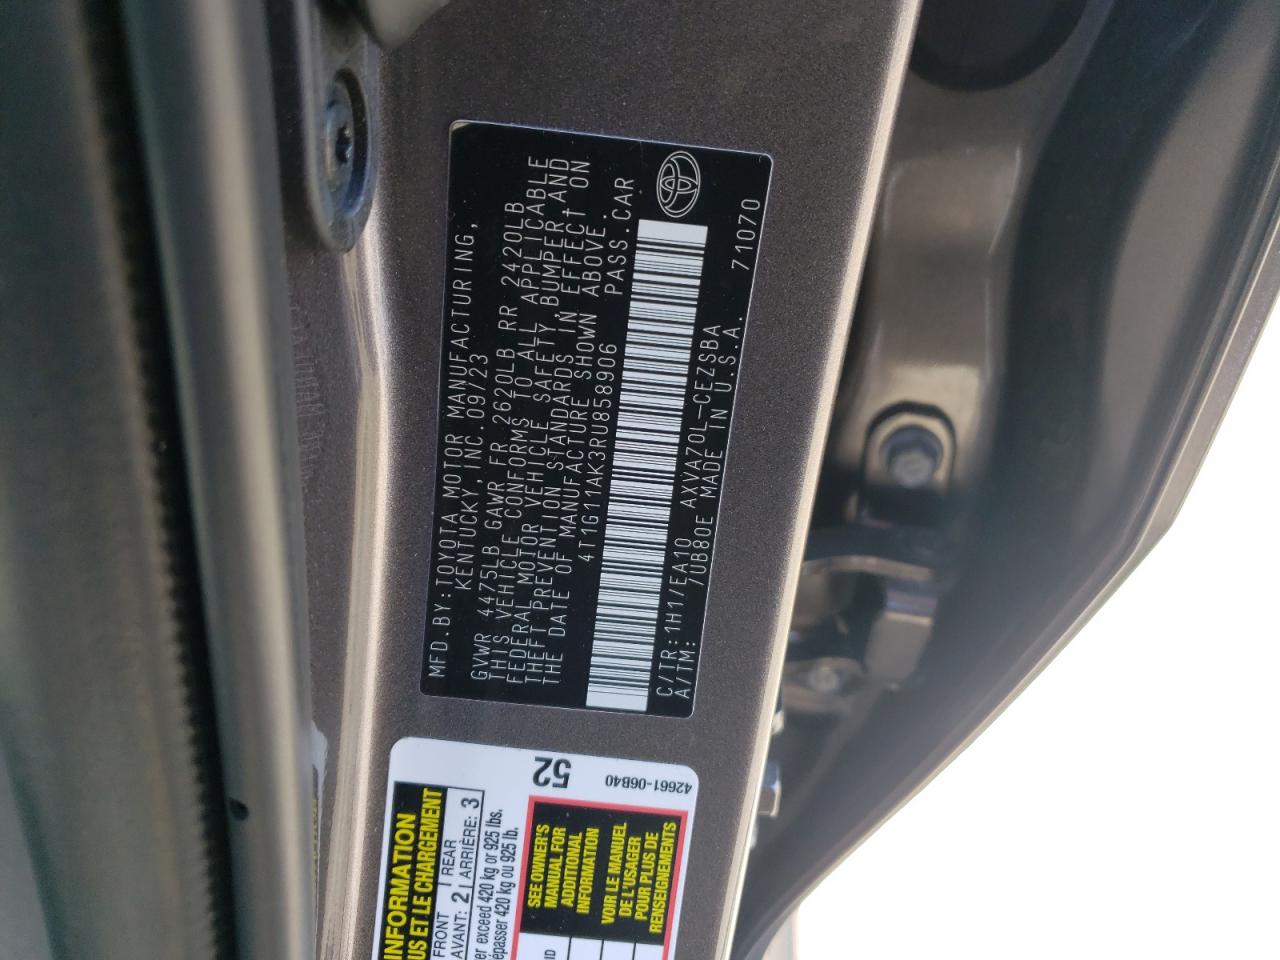 MFD.BY:TOYOTA MOTOR MANUFACTURING,
KENTUCKY,INC.09/23
GVWR 4475LB GAWR FR 2620LB RR 2420LB
THIS VEHICLE CONFORMS TO ALL APPLICABLE
FEDERAL MOTOR VEHICLE SAFETY,BUMPER,AND
THEFT PREVENTION STANDARDS IN EFFECT ON
THE DATE OF MANUFACTURE SHOWN ABOVE.
4T1G11AK3RU858906 PASS.CAR
C/TR:1H1/EA10 AXVA70L-CEZSBA
A/TM: /UB80E MADE IN U.S.A. 71070
52
42661-06B40
INFORMATION
US ET LE CHARGEMENT
FRONT REAR
AVANT: 2 ARRIÈRE: 3
er exceed 420 kg or 925 lbs.
épasser 420 kg ou 925 lb.
SEE OWNER'S
MANUAL FOR
ADDITIONAL
INFORMATION
VOIR LE MANUEL
DE L'USAGER
POUR PLUS DE
RENSEIGNEMENTS